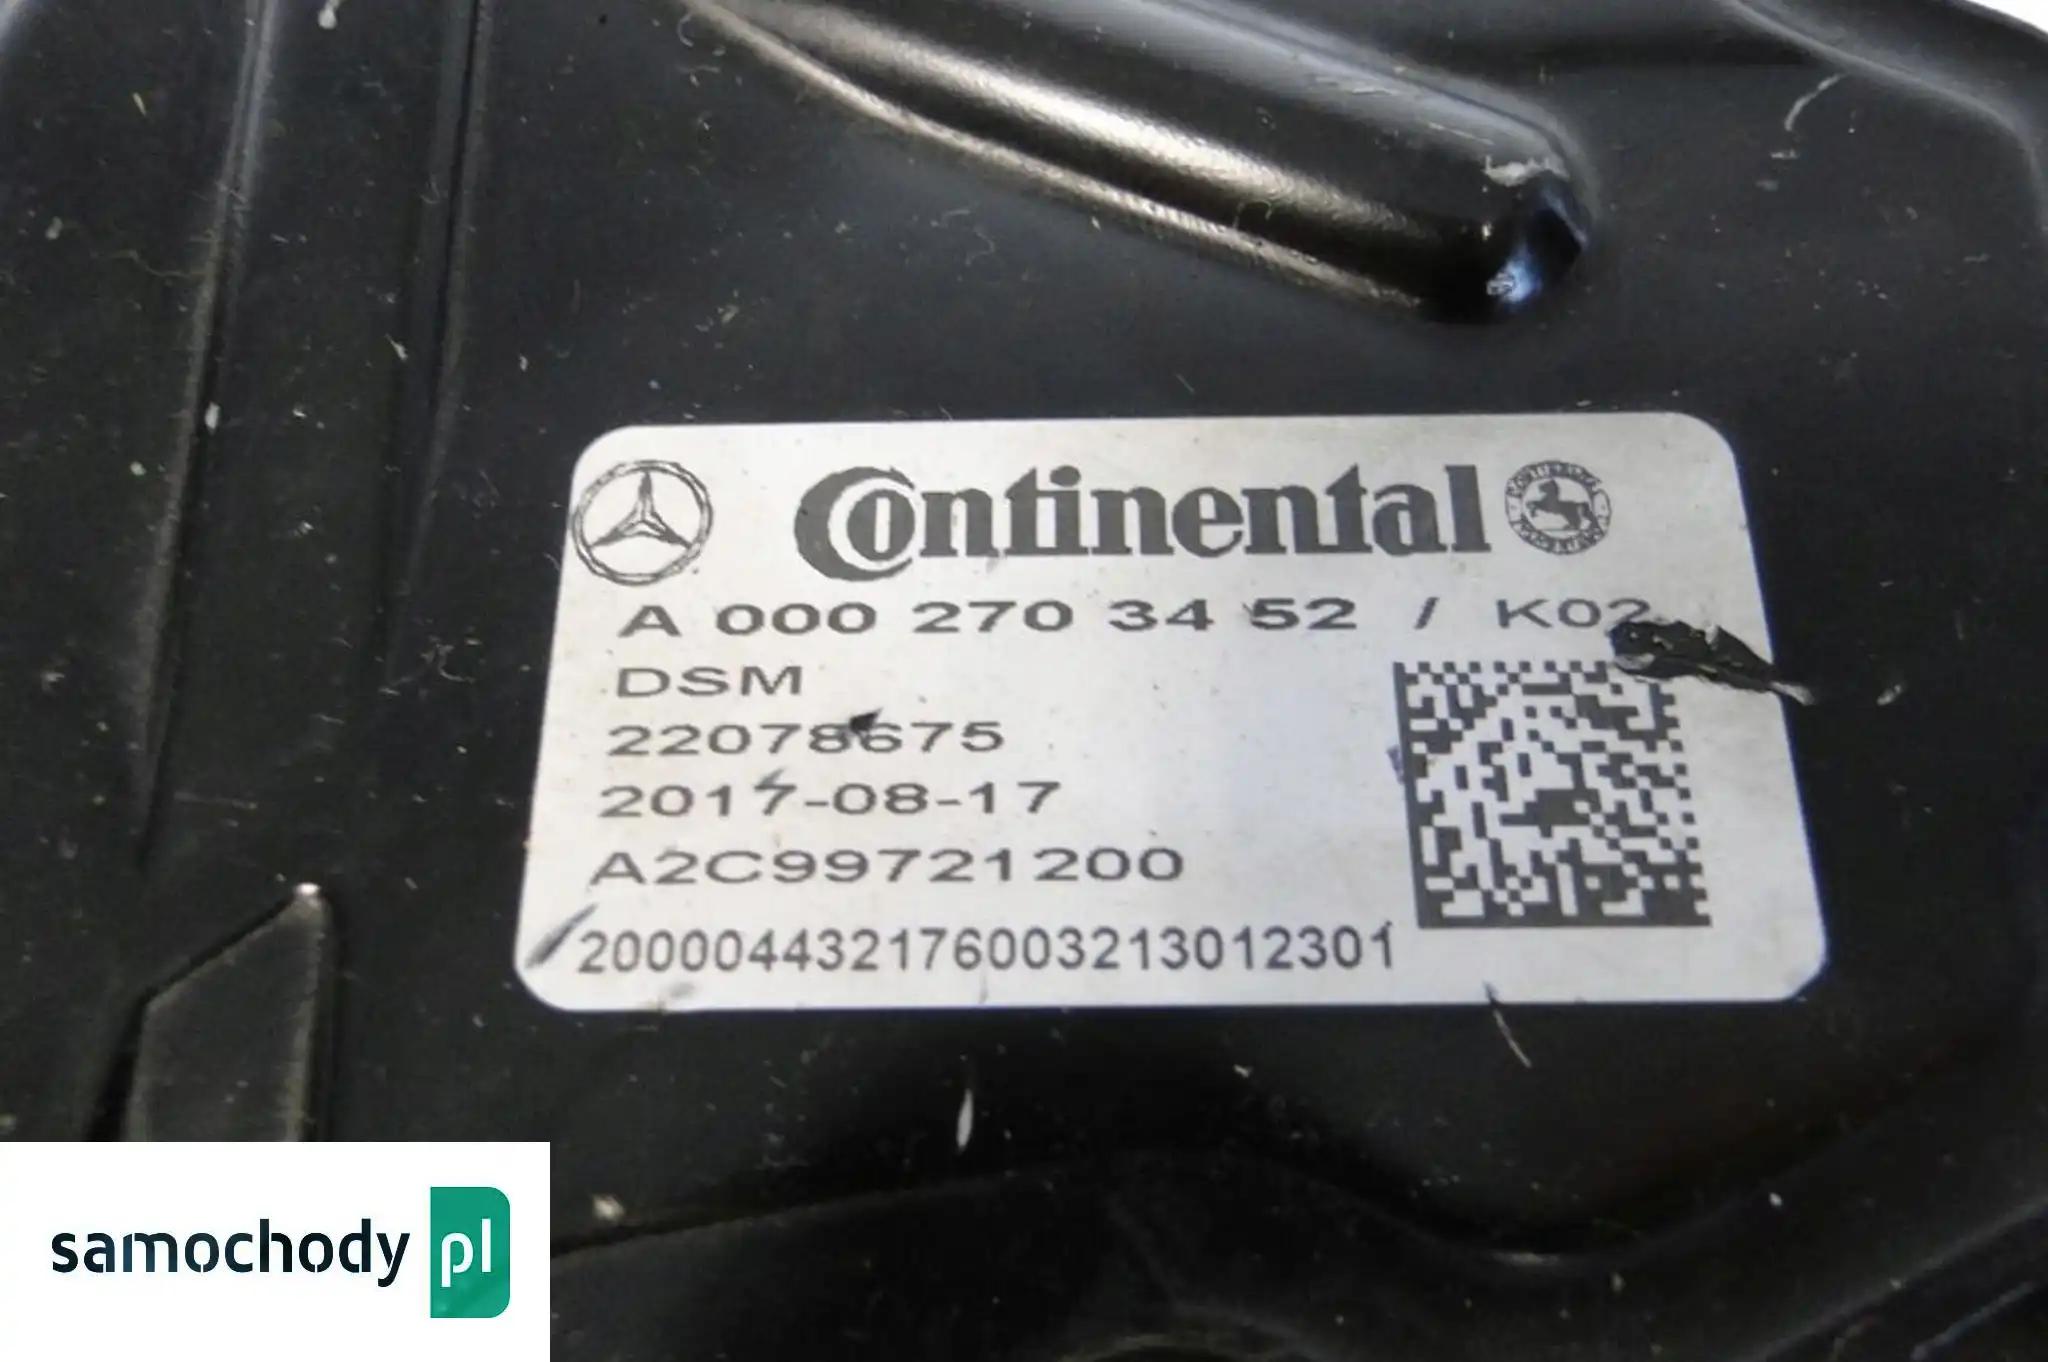 Continental
A 000 270 34 52 / K02
DSM
22078675
2017-08-17
A2C99721200
200004432176003213012301
samochody pl